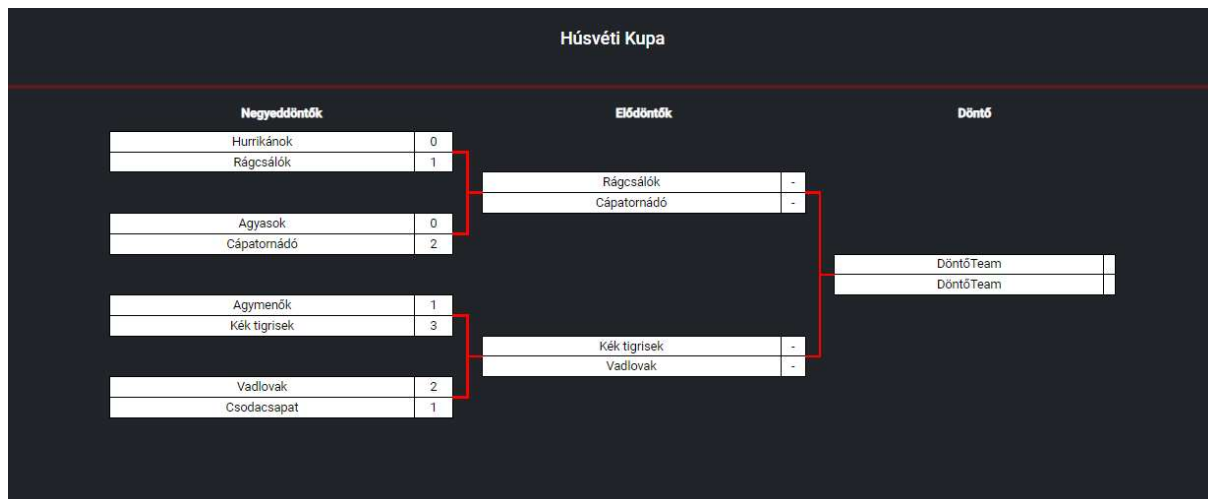 Húsvéti Kupa
Negyeddöntők
Elődöntők
Döntő
Hurrikánok 0
Rágcsálók 1
Agyasok 0
Cápatornádó 2
Agymenők 1
Kék tigrisek 3
Vadlovak 2
Csodacsapat 1
Rágcsálók -
Cápatornádó -
Kék tigrisek -
Vadlovak -
DöntőTeam
DöntőTeam